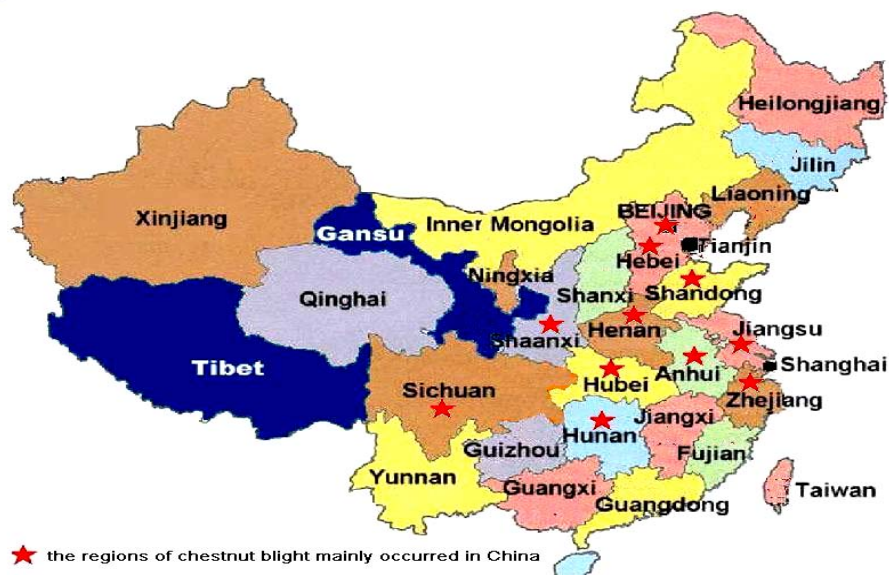 Heilongjiang
Jilin
Liaoning
BEIJING
Xinjiang
Inner Mongolia
Gansu
Tianjin
Hebei
Ningxia
Qinghai
Shanxi
Shandong
Shaanxi
Henan
Jiangsu
Tibet
Shanghai
Anhui
Hubei
Sichuan
Zhejiang
Jiangxi
Hunan
Guizhou
Fujian
Yunnan
Guangxi
Taiwan
Guangdong
the regions of chestnut blight mainly occurred in China